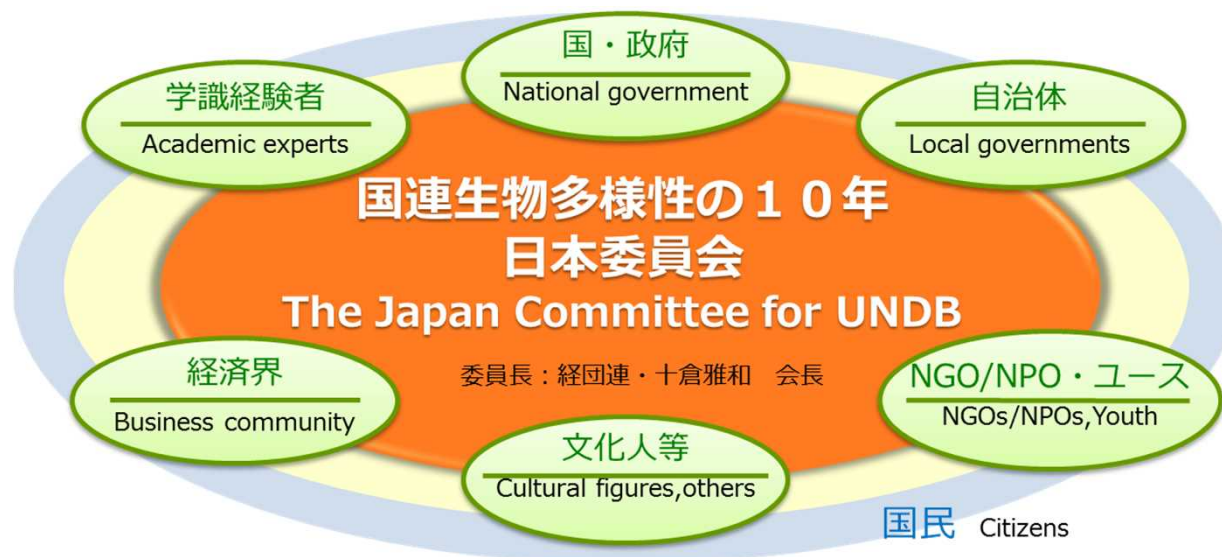 国・政府
National government
学識経験者
Academic experts
自治体
Local governments
国連生物多様性の１０年
日本委員会
The Japan Committee for UNDB
委員長：経団連・十倉雅和　会長
経済界
Business community
NGO/NPO・ユース
NGOs/NPOs,Youth
文化人等
Cultural figures,others
国民 Citizens